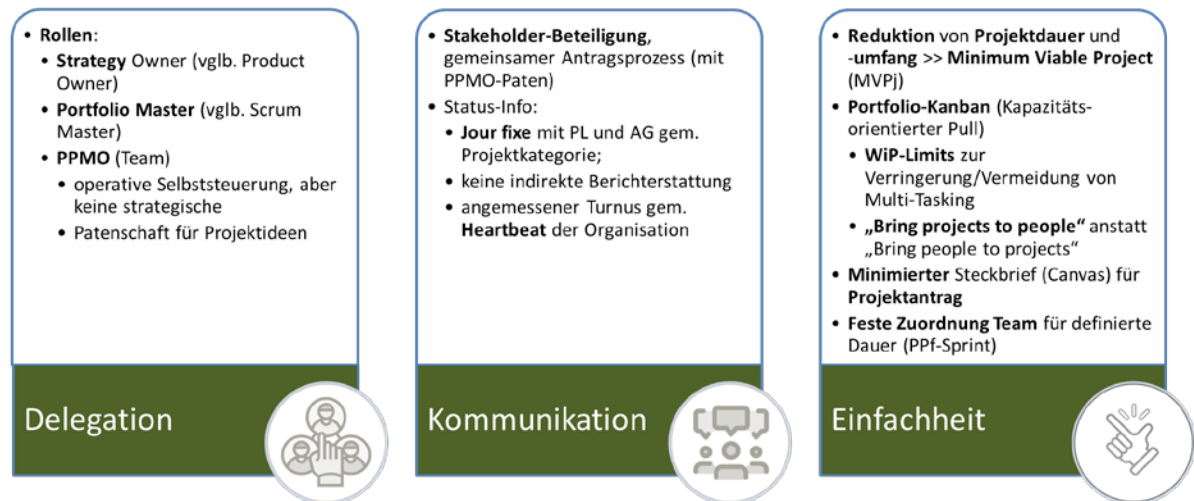 • Rollen:
• Strategy Owner (vglb. Product
Owner)
• Portfolio Master (vglb. Scrum
Master)
• PPMO (Team)
• operative Selbststeuerung, aber
keine strategische
• Patenschaft für Projektideen
Delegation
• Stakeholder-Beteiligung,
gemeinsamer Antragsprozess (mit
PPMO-Paten)
• Status-Info:
• Jour fixe mit PL und AG gem.
Projektkategorie;
• keine indirekte Berichterstattung
• angemessener Turnus gem.
Heartbeat der Organisation
Kommunikation
• Reduktion von Projektdauer und
-umfang >> Minimum Viable Project
(MVPj)
• Portfolio-Kanban (Kapazitäts-
orientierter Pull)
• WiP-Limits zur
Verringerung/Vermeidung von
Multi-Tasking
• „Bring projects to people“ anstatt
„Bring people to projects“
• Minimierter Steckbrief (Canvas) für
Projektantrag
• Feste Zuordnung Team für definierte
Dauer (PPf-Sprint)
Einfachheit